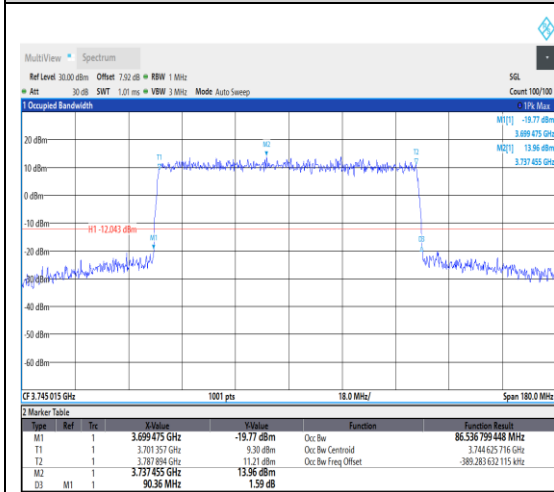 MultiView Spectrum
Ref Level 30.00 dBm Offset 7.92 dB RBW 1 MHz SGL
Att 30 dB SWT 1.01 ms VBW 3 MHz Mode Auto Sweep Count 100/100
1 Occupied Bandwidth 1Pk Max
M1[1] -19.77 dBm
3.699 475 GHz
M2[1] 13.96 dBm
3.737 455 GHz
20 dBm
M2
T1
T2
10 dBm
0 dBm
-10 dBm
H1 -12.043 dBm
M1
D3
-20 dBm
-30 dBm
-40 dBm
-50 dBm
-60 dBm
CF 3.745 015 GHz 1001 pts 18.0 MHz/ Span 180.0 MHz
2 Marker Table
Type Ref Trc X-Value Y-Value Function Function Result
M1 1 3.699 475 GHz -19.77 dBm Occ Bw 86.536 799 448 MHz
T1 1 3.701 357 GHz 9.30 dBm Occ Bw Centroid 3.744 625 716 GHz
T2 1 3.787 894 GHz 11.21 dBm Occ Bw Freq Offset -389.283 632 115 kHz
M2 1 3.737 455 GHz 13.96 dBm
D3 M1 1 90.36 MHz 1.59 dB